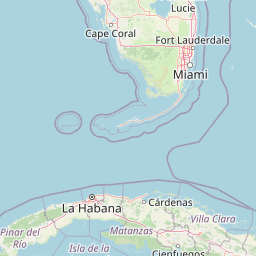 Lucie
Cape Coral
Fort Lauderdale
Miami
La Habana
Cárdenas
Pinar del
Río
Matanzas
Villa Clara
Isla de la
Cienfuegos